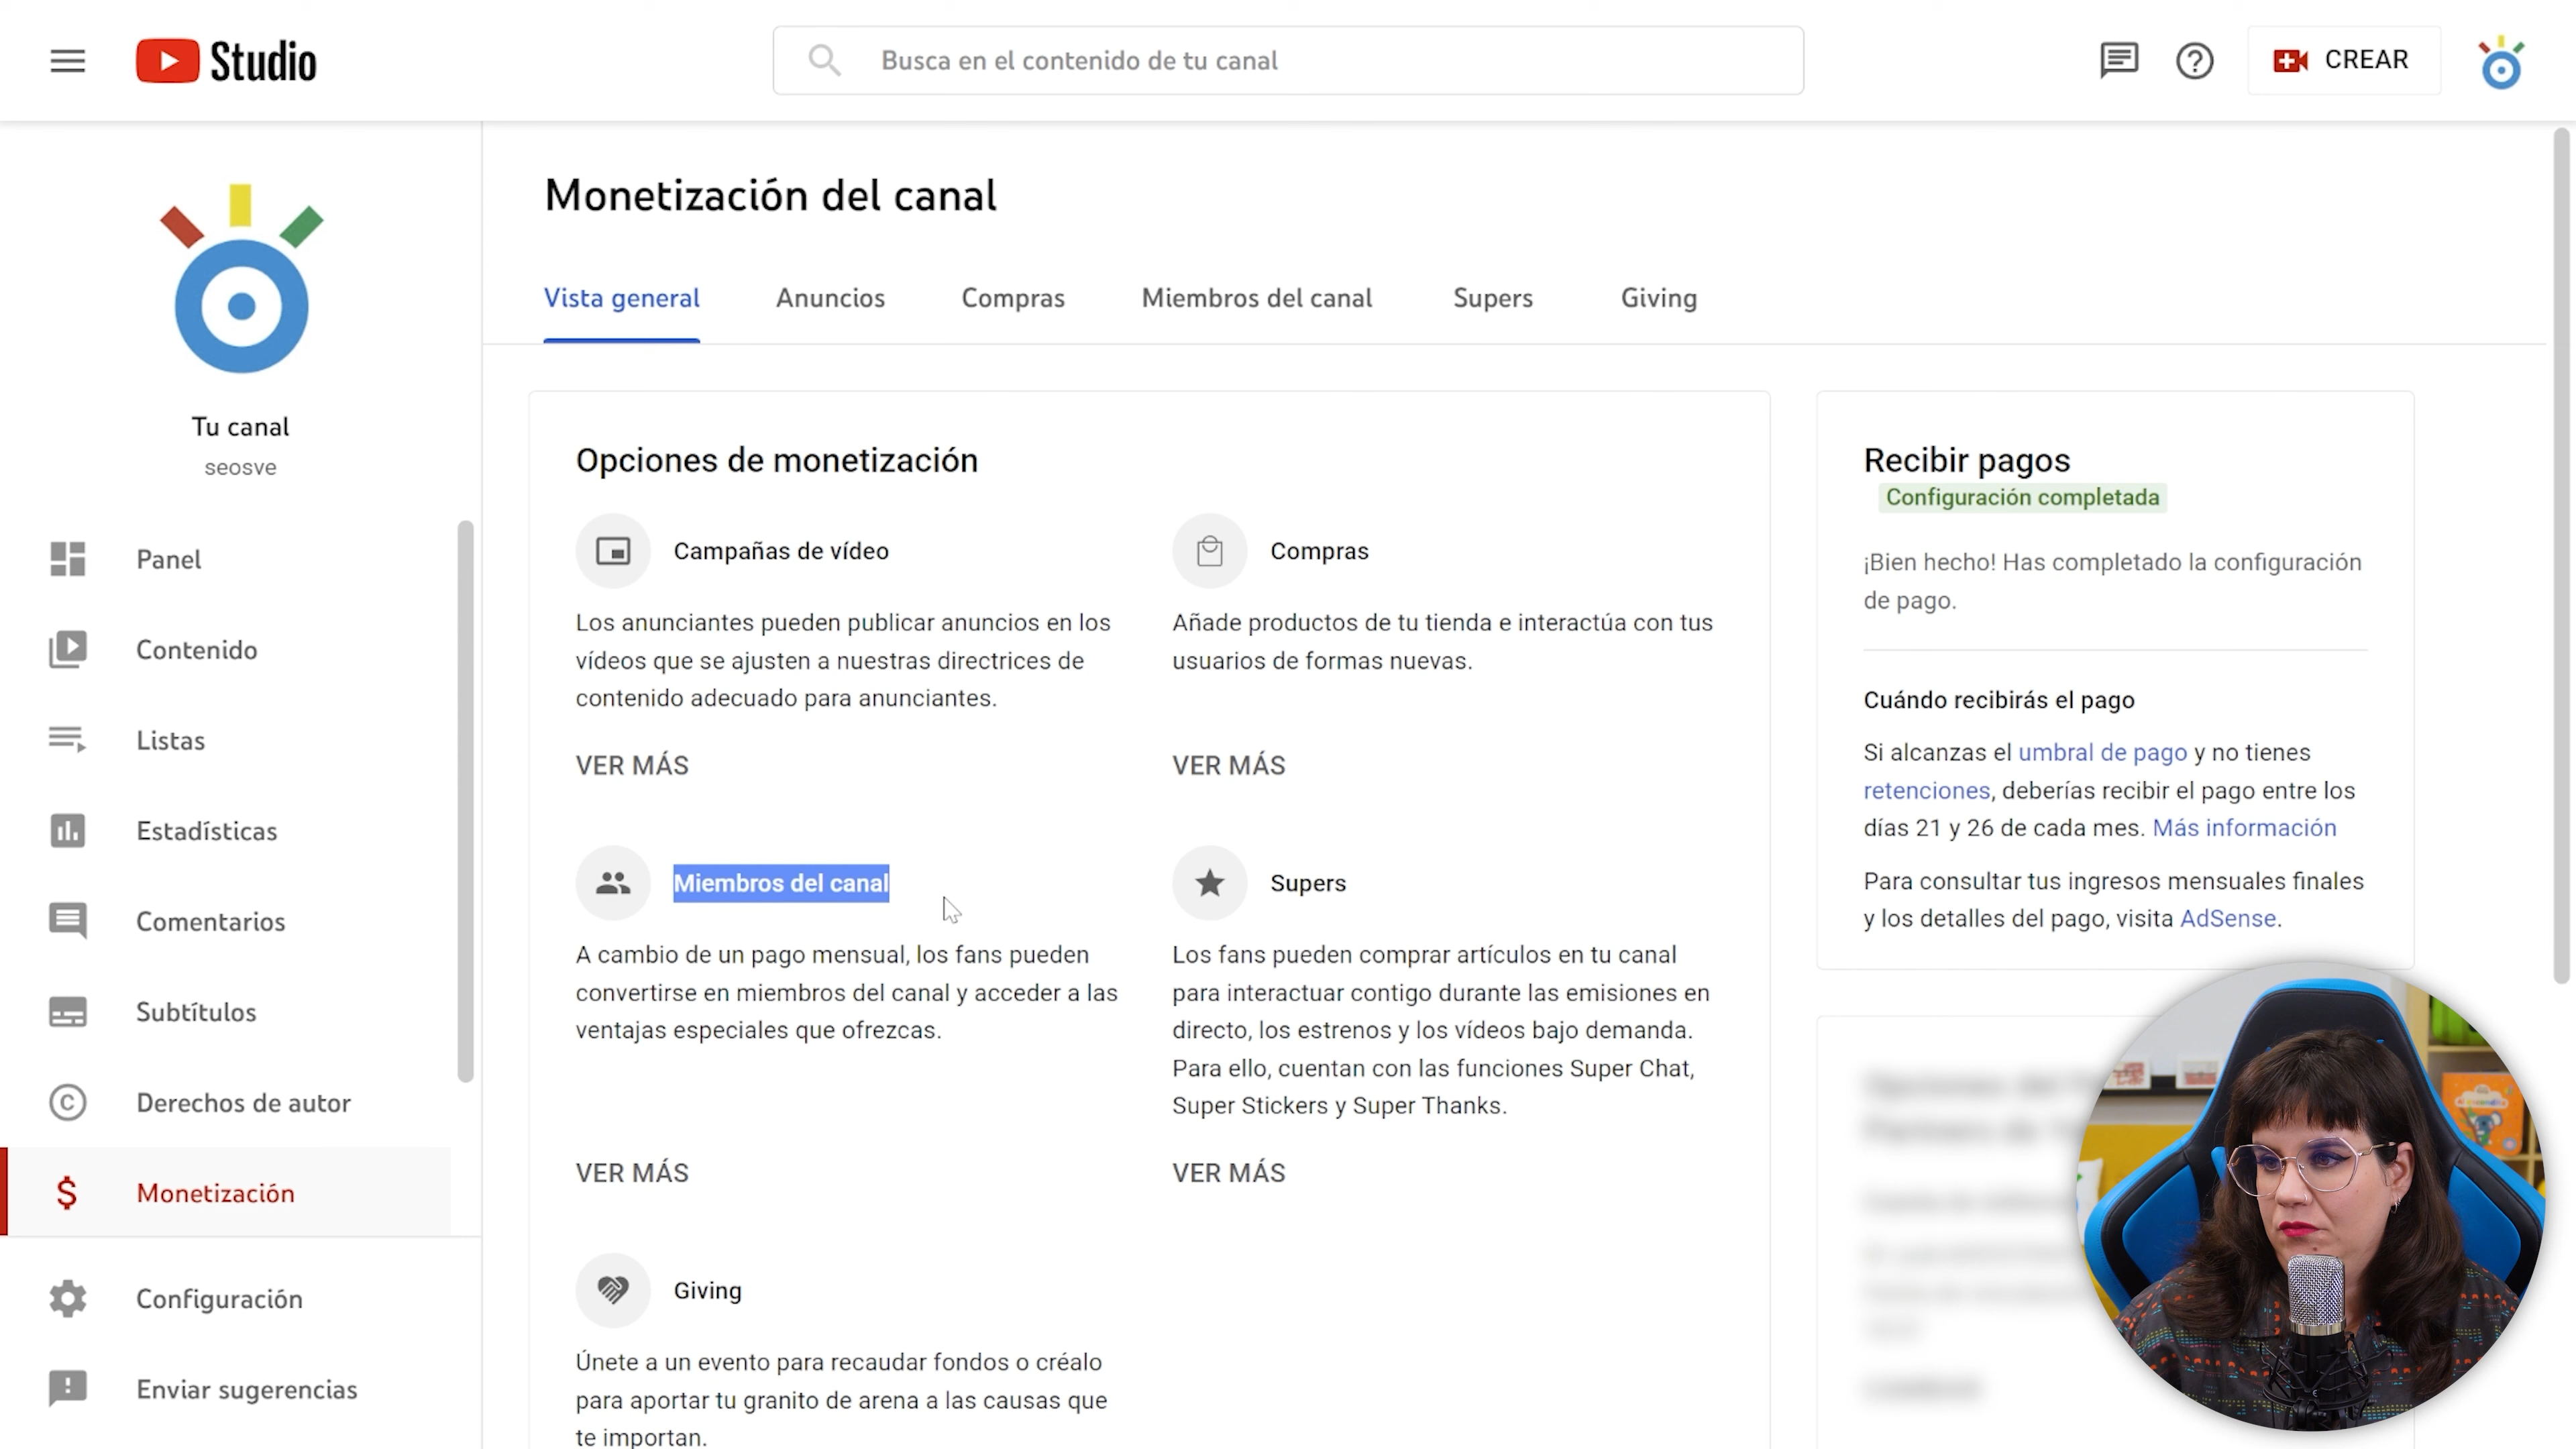 Studio
Busca en el contenido de tu canal
CREAR
Tu canal
seosve
Panel
Contenido
Listas
Estadísticas
Comentarios
Subtítulos
Derechos de autor
Monetización
Configuración
Enviar sugerencias
Monetización del canal
Vista general
Anuncios
Compras
Miembros del canal
Supers
Giving
Opciones de monetización
Campañas de vídeo
Los anunciantes pueden publicar anuncios en los
vídeos que se ajusten a nuestras directrices de
contenido adecuado para anunciantes.
VER MÁS
Compras
Añade productos de tu tienda e interactúa con tus
usuarios de formas nuevas.
VER MÁS
Miembros del canal
A cambio de un pago mensual, los fans pueden
convertirse en miembros del canal y acceder a las
ventajas especiales que ofrezcas.
VER MÁS
Supers
Los fans pueden comprar artículos en tu canal
para interactuar contigo durante las emisiones en
directo, los estrenos y los vídeos bajo demanda.
Para ello, cuentan con las funciones Super Chat,
Super Stickers y Super Thanks.
VER MÁS
Giving
Únete a un evento para recaudar fondos o créalo
para aportar tu granito de arena a las causas que
te importan.
Recibir pagos
Configuración completada
¡Bien hecho! Has completado la configuración
de pago.
Cuándo recibirás el pago
Si alcanzas el umbral de pago y no tienes
retenciones, deberías recibir el pago entre los
días 21 y 26 de cada mes. Más información
Para consultar tus ingresos mensuales finales
y los detalles del pago, visita AdSense.